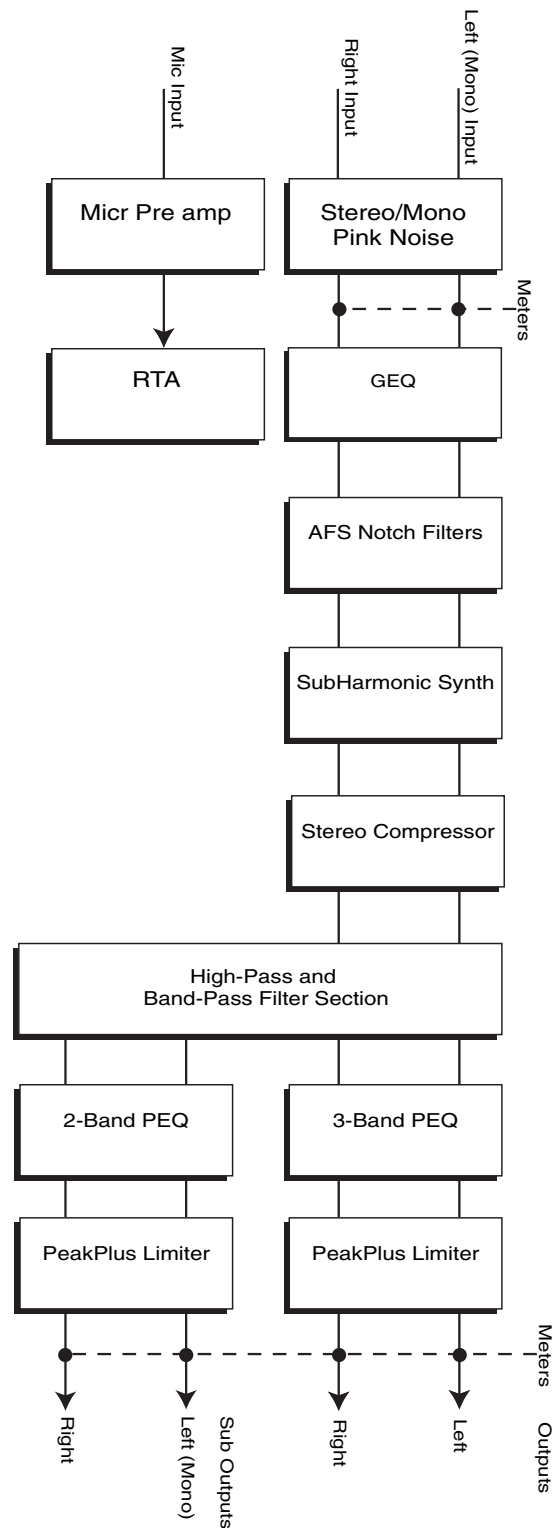 Mic Input
Right Input
Left (Mono) Input
Micr Pre amp
Stereo/Mono
Pink Noise
Meters
RTA
GEQ
AFS Notch Filters
SubHarmonic Synth
Stereo Compressor
High-Pass and
Band-Pass Filter Section
2-Band PEQ
3-Band PEQ
PeakPlus Limiter
PeakPlus Limiter
Meters
Right
Left (Mono)
Sub Outputs
Right
Left
Outputs